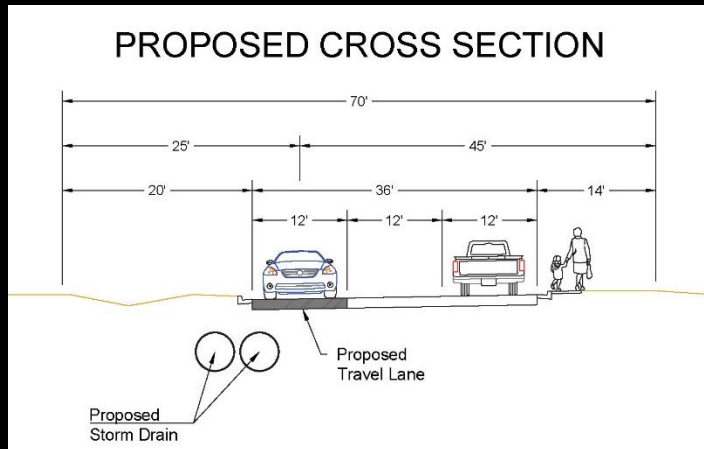 PROPOSED CROSS SECTION
70'
25' 45'
20' 36' 14'
12' 12' 12'
Proposed
Travel Lane
Proposed
Storm Drain